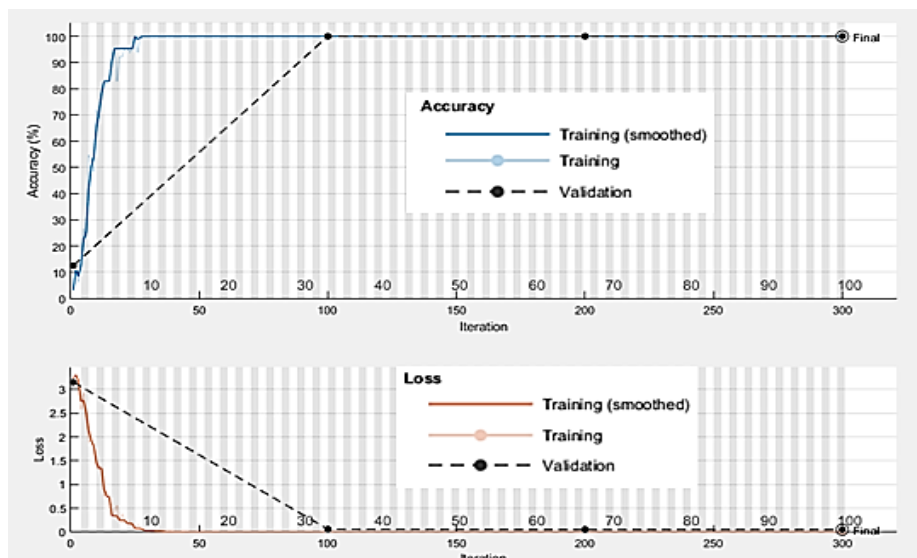 Accuracy (%)
100
90
80
70
60
50
40
30
20
10
0
Final
Accuracy
Training (smoothed)
Training
Validation
10 20 30 40 50 60 70 80 90 100
0 50 100 150 200 250 300
Iteration
Loss
3
2.5
2
1.5
1
0.5
0
Loss
Training (smoothed)
Training
Validation
10 20 30 40 50 60 70 80 90 100
Final
0 50 100 150 200 250 300
Iteration